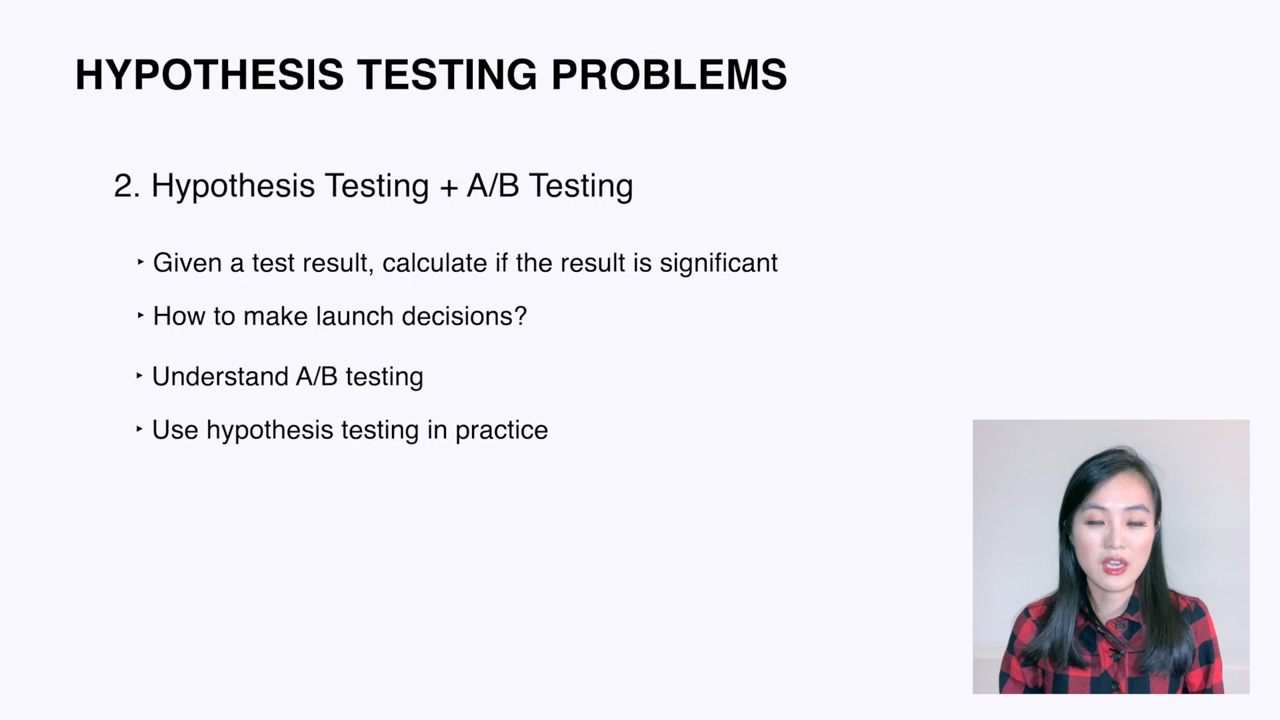 HYPOTHESIS TESTING PROBLEMS
2. Hypothesis Testing + A/B Testing
‣ Given a test result, calculate if the result is significant
‣ How to make launch decisions?
‣ Understand A/B testing
‣ Use hypothesis testing in practice